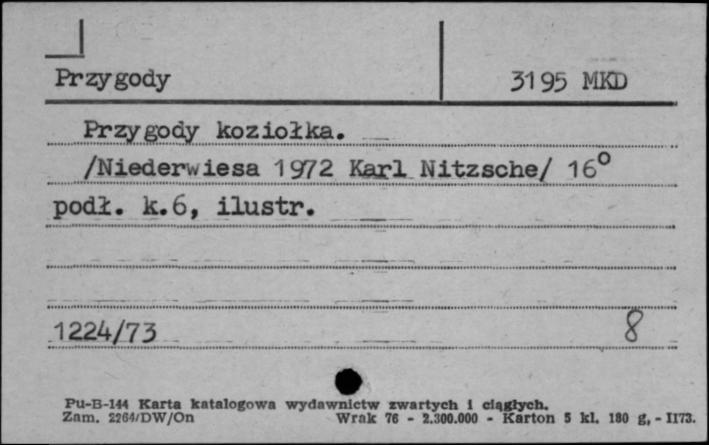 Przygody 3195 MKD
Przygody koziołka.
/Niederwiesa 1972 Karl Nitzsche/ 16°
podł. k.6, ilustr.
1224/73 8
Pu-B-144 Karta katalogowa wydawnictw zwartych i ciągłych.
Zam. 2264/DW/On Wrak 76 - 2.300.000 - Karton 5 kl. 180 g, - II73.